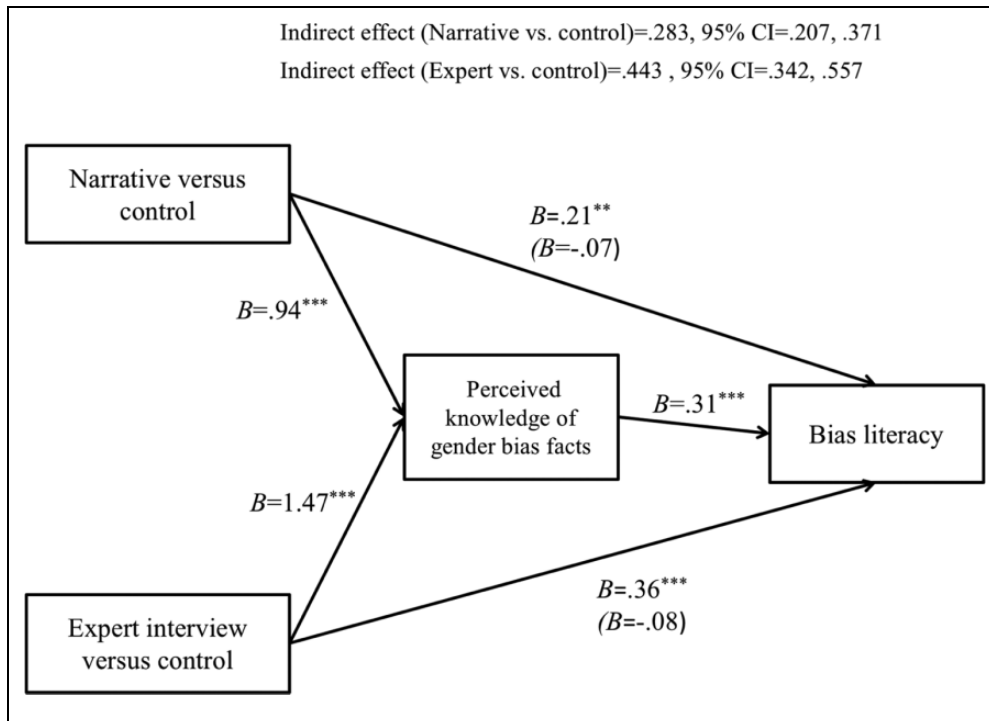 Indirect effect (Narrative vs. control)=.283, 95% CI=.207, .371
Indirect effect (Expert vs. control)=.443 , 95% CI=.342, .557
Narrative versus
control
B=.21**
(B=-.07)
B=.94***
Perceived
knowledge of
gender bias facts
B=.31***
Bias literacy
B=1.47***
B=.36***
(B=-.08)
Expert interview
versus control